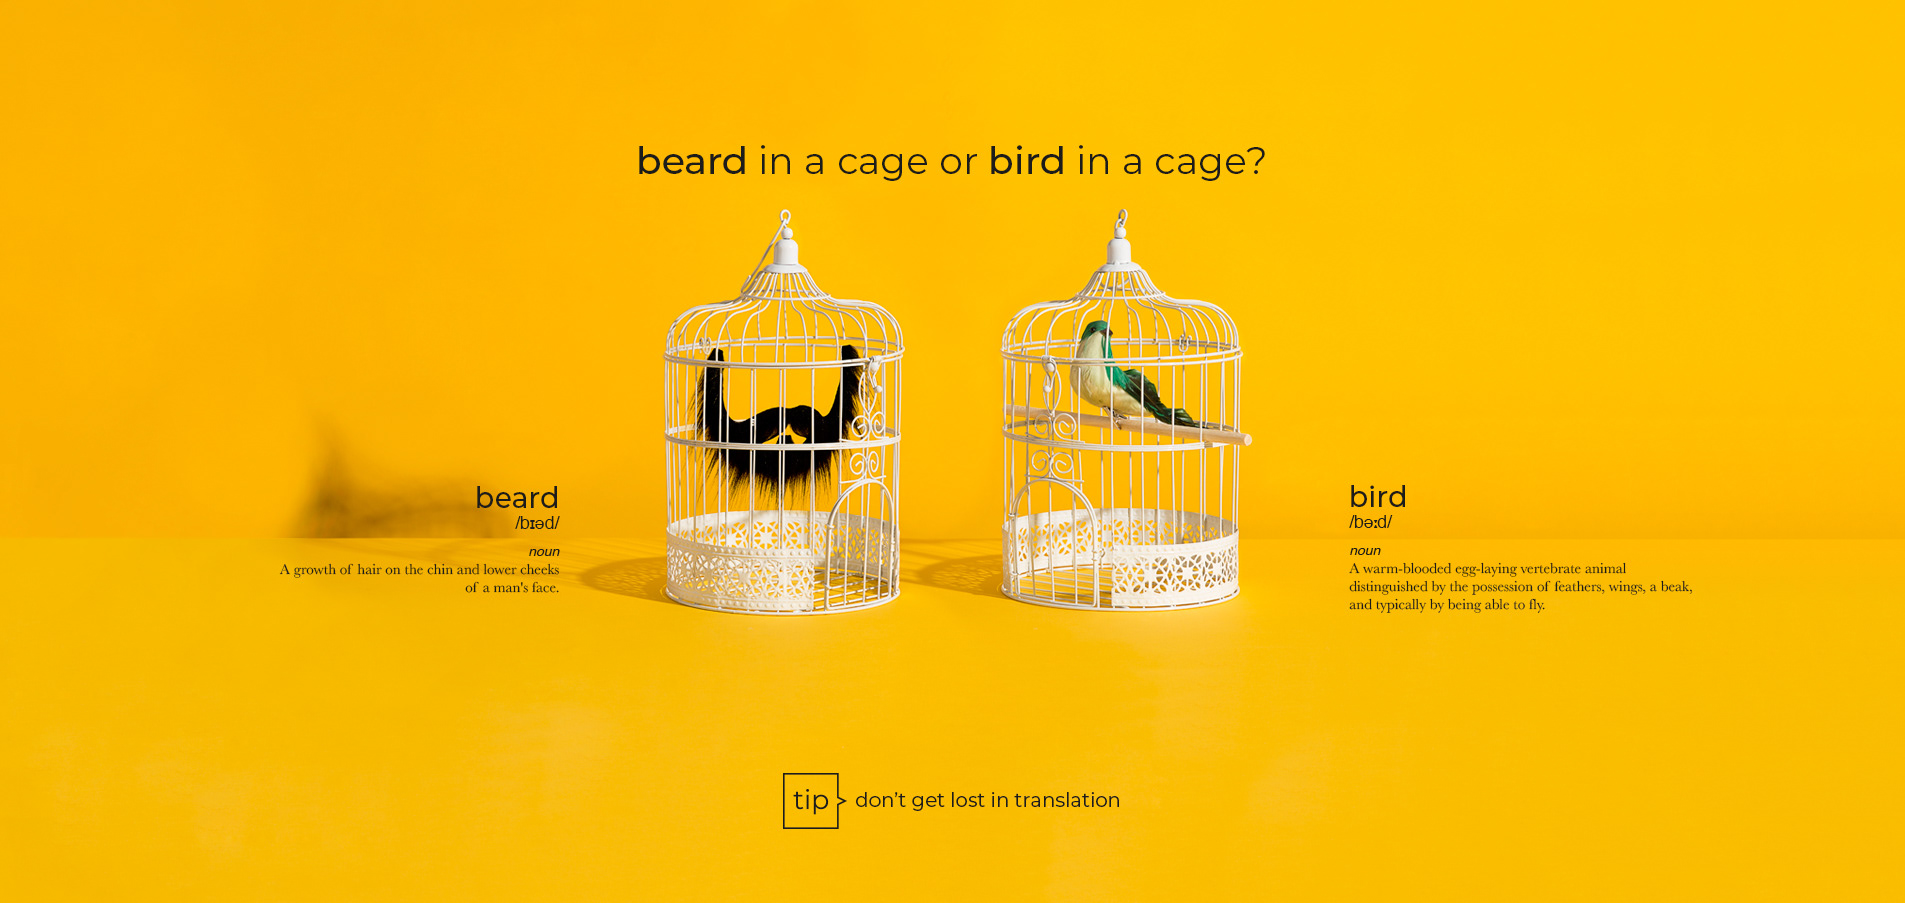 beard in a cage or bird in a cage?
beard
/bɪəd/
noun
A growth of hair on the chin and lower cheeks
of a man's face.
bird
/bəːd/
noun
A warm-blooded egg-laying vertebrate animal
distinguished by the possession of feathers, wings, a beak,
and typically by being able to fly.
tip
don't get lost in translation